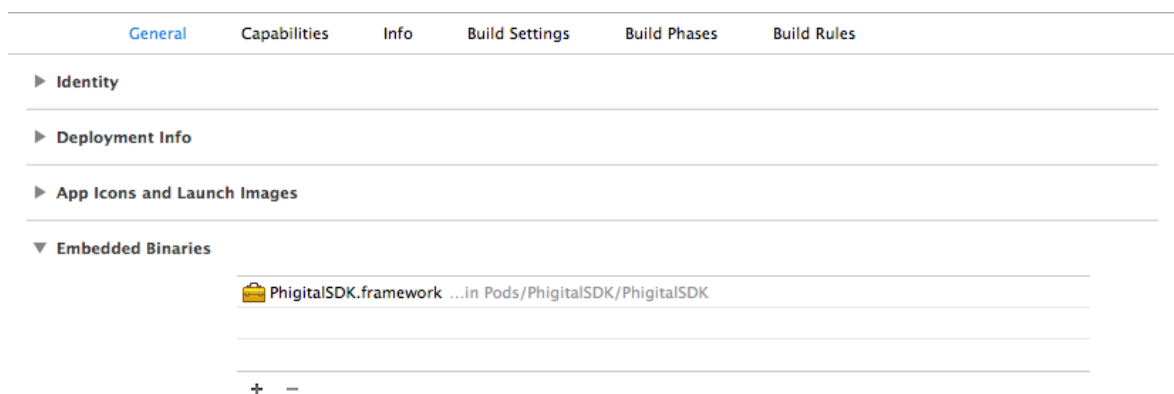 General Capabilities Info Build Settings Build Phases Build Rules
Identity
Deployment Info
App Icons and Launch Images
Embedded Binaries
PhigitalSDK.framework ...in Pods/PhigitalSDK/PhigitalSDK
+ −